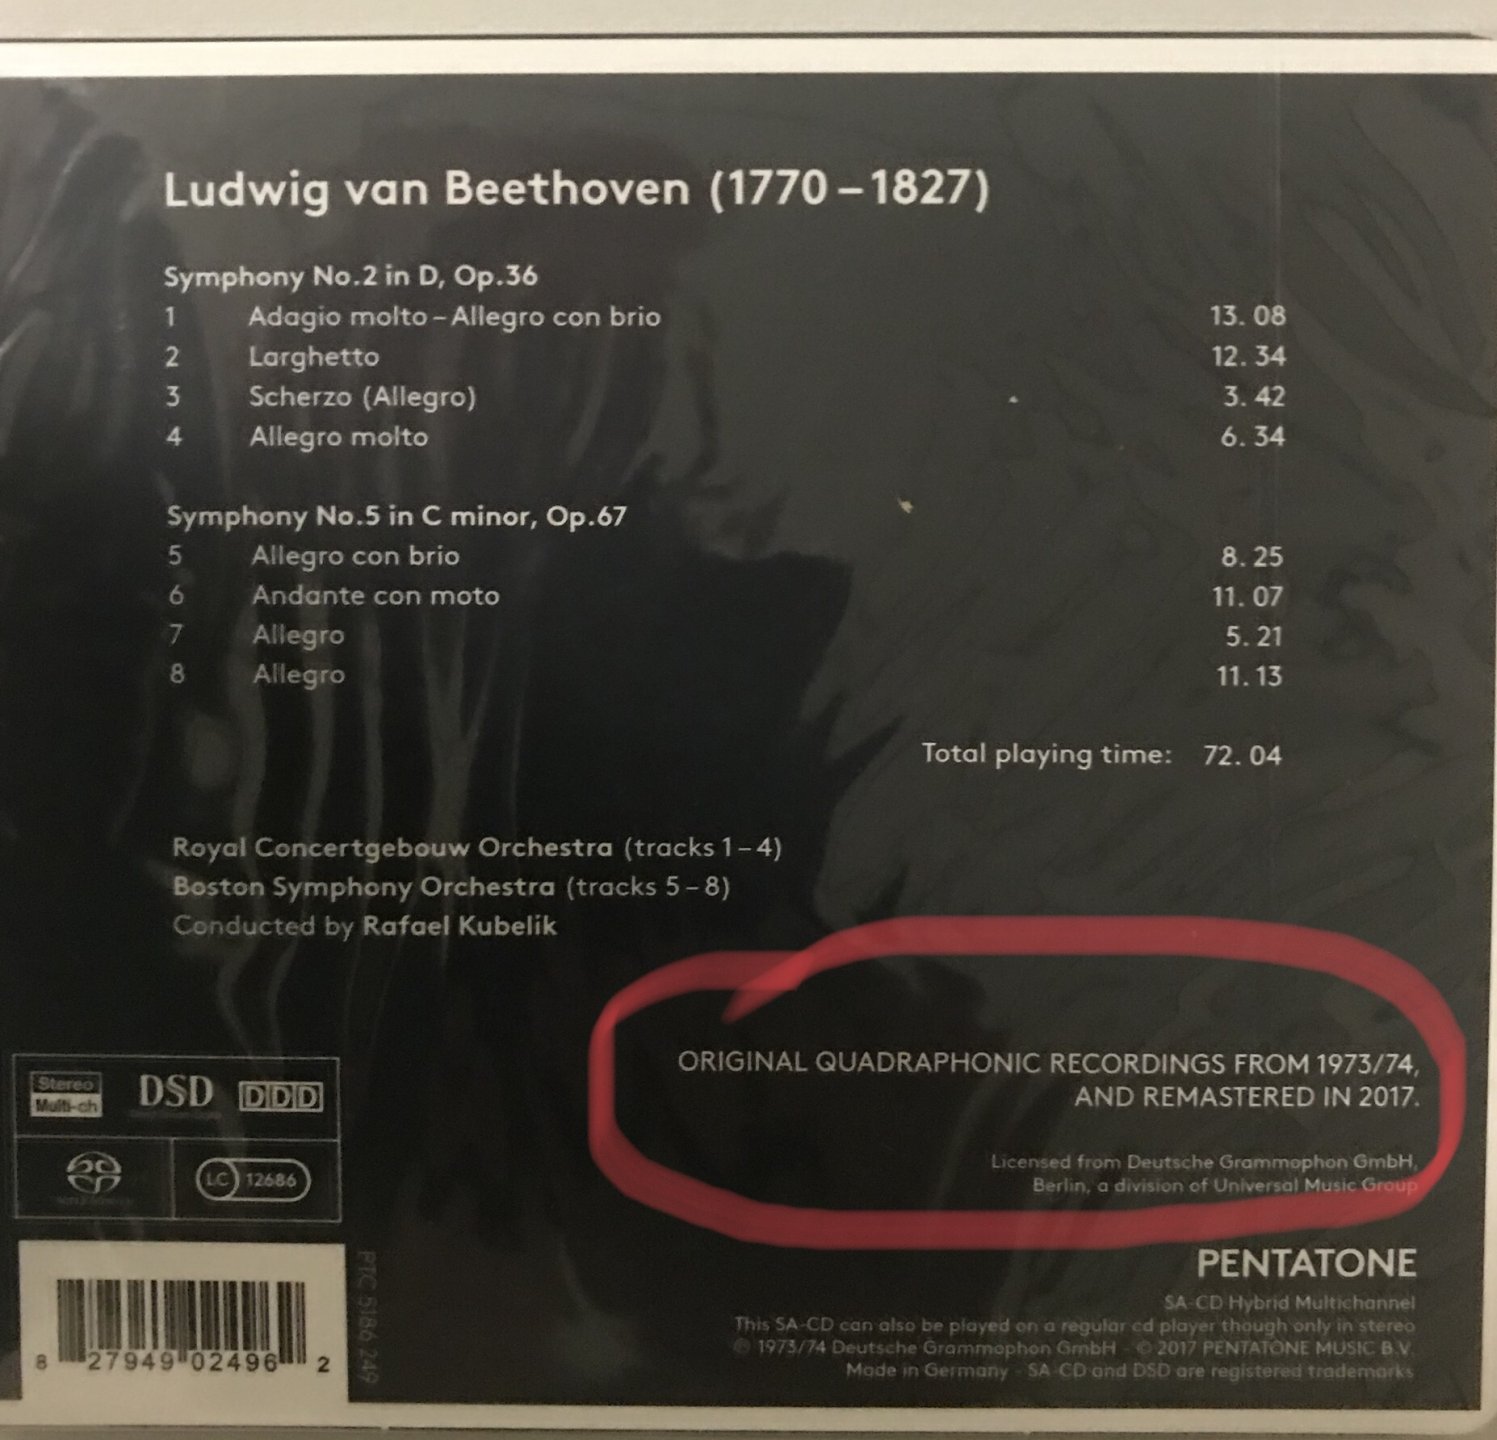 Ludwig van Beethoven (1770 – 1827)
Symphony No.2 in D, Op.36
1 Adagio molto – Allegro con brio 13. 08
2 Larghetto 12. 34
3 Scherzo (Allegro) 3. 42
4 Allegro molto 6. 34
Symphony No.5 in C minor, Op.67
5 Allegro con brio 8. 25
6 Andante con moto 11. 07
7 Allegro 5. 21
8 Allegro 11. 13
Total playing time: 72. 04
Royal Concertgebouw Orchestra (tracks 1 – 4)
Boston Symphony Orchestra (tracks 5 – 8)
Conducted by Rafael Kubelik
ORIGINAL QUADRAPHONIC RECORDINGS FROM 1973/74,
AND REMASTERED IN 2017.
Licensed from Deutsche Grammophon GmbH,
Berlin, a division of Universal Music Group
Stereo
Multi-ch
DSD
DDD
LC 12686
PENTATONE
SA-CD Hybrid Multichannel
This SA-CD can also be played on a regular cd player though only in stereo
℗ 1973/74 Deutsche Grammophon GmbH - © 2017 PENTATONE MUSIC B.V.
Made in Germany - SA-CD and DSD are registered trademarks
PTC 5186 249
8 27949 02496 2